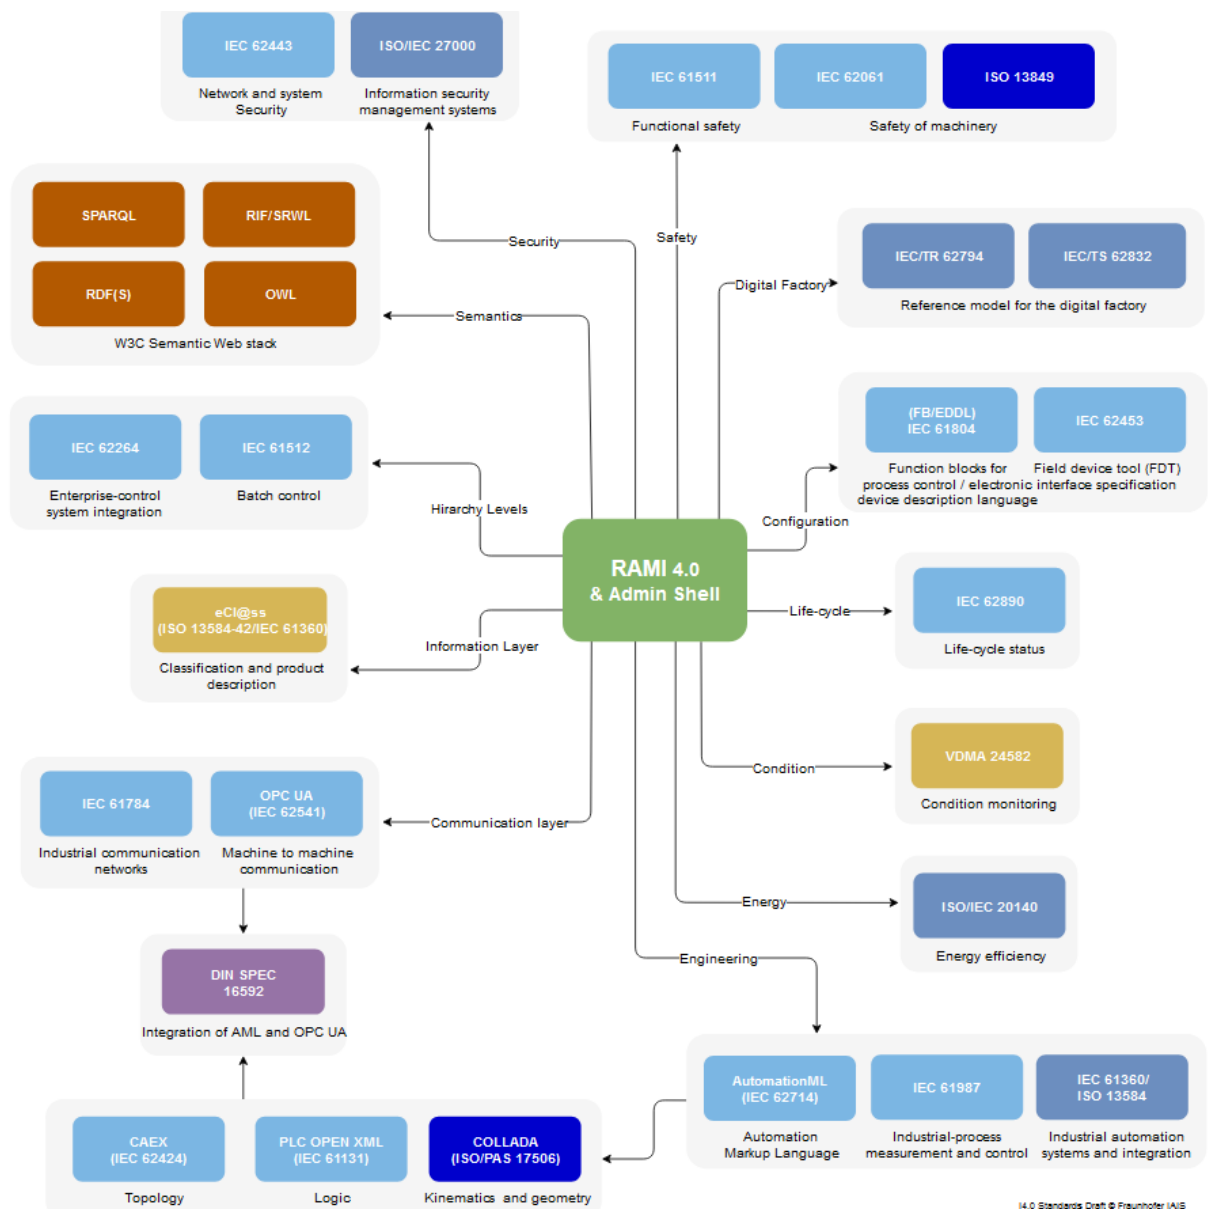 IEC 62443
ISO/IEC 27000
Network and system
Security
Information security
management systems
IEC 61511
IEC 62061
ISO 13849
Functional safety
Safety of machinery
SPARQL
RIF/SRWL
RDF(S)
OWL
W3C Semantic Web stack
Security
Safety
Semantics
Digital Factory
IEC/TR 62794
IEC/TS 62832
Reference model for the digital factory
IEC 62264
IEC 61512
Enterprise-control
system integration
Batch control
Hirarchy Levels
(FB/EDDL)
IEC 61804
IEC 62453
Function blocks for
process control / electronic
device description language
Field device tool (FDT)
interface specification
Configuration
RAMI 4.0
& Admin Shell
eCl@ss
(ISO 13584-42/IEC 61360)
Classification and product
description
Information Layer
Life-cycle
IEC 62890
Life-cycle status
Condition
VDMA 24582
Condition monitoring
IEC 61784
OPC UA
(IEC 62541)
Industrial communication
networks
Machine to machine
communication
Communication layer
Energy
ISO/IEC 20140
Energy efficiency
Engineering
DIN SPEC
16592
Integration of AML and OPC UA
AutomationML
(IEC 62714)
IEC 61987
IEC 61360/
ISO 13584
Automation
Markup Language
Industrial-process
measurement and control
Industrial automation
systems and integration
CAEX
(IEC 62424)
PLC OPEN XML
(IEC 61131)
COLLADA
(ISO/PAS 17506)
Topology
Logic
Kinematics and geometry
I4.0 Standards Draft © Fraunhofer IAIS